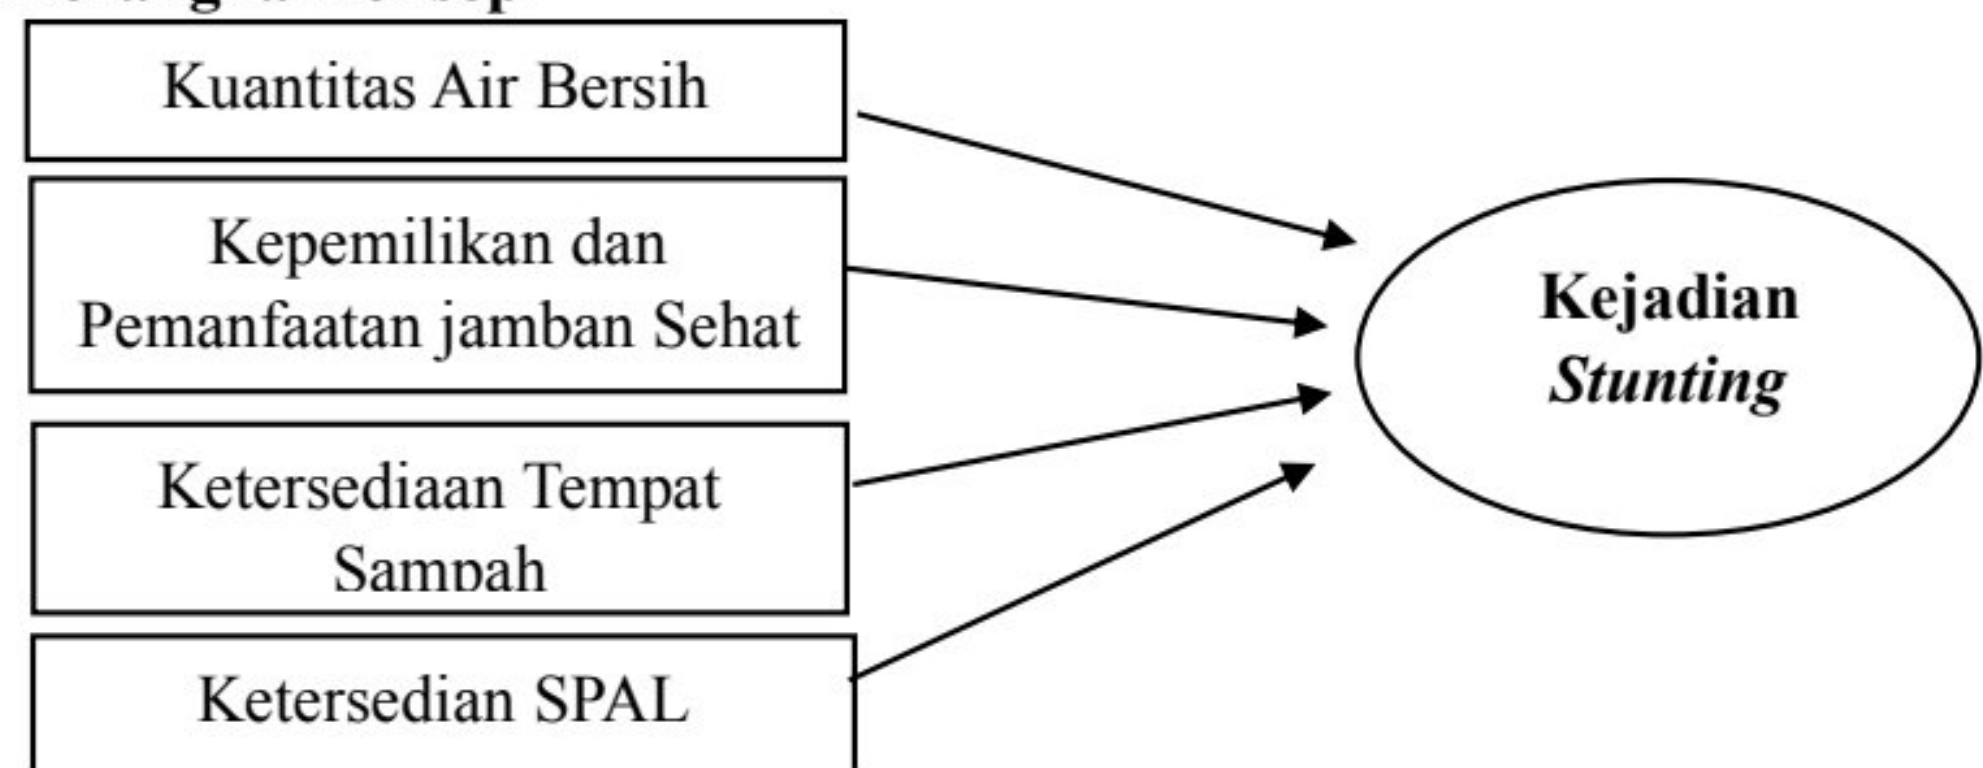 Kuantitas Air Bersih
Kepemilikan dan
Pemanfaatan jamban Sehat
Ketersediaan Tempat
Sampah
Ketersedian SPAL
Kejadian
Stunting